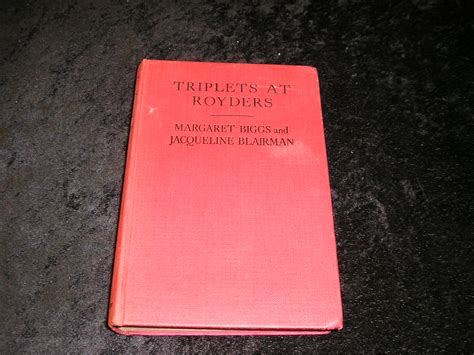 TRIPLETS AT
ROYDERS
MARGARET BIGGS and
JACQUELINE BLAIRMAN